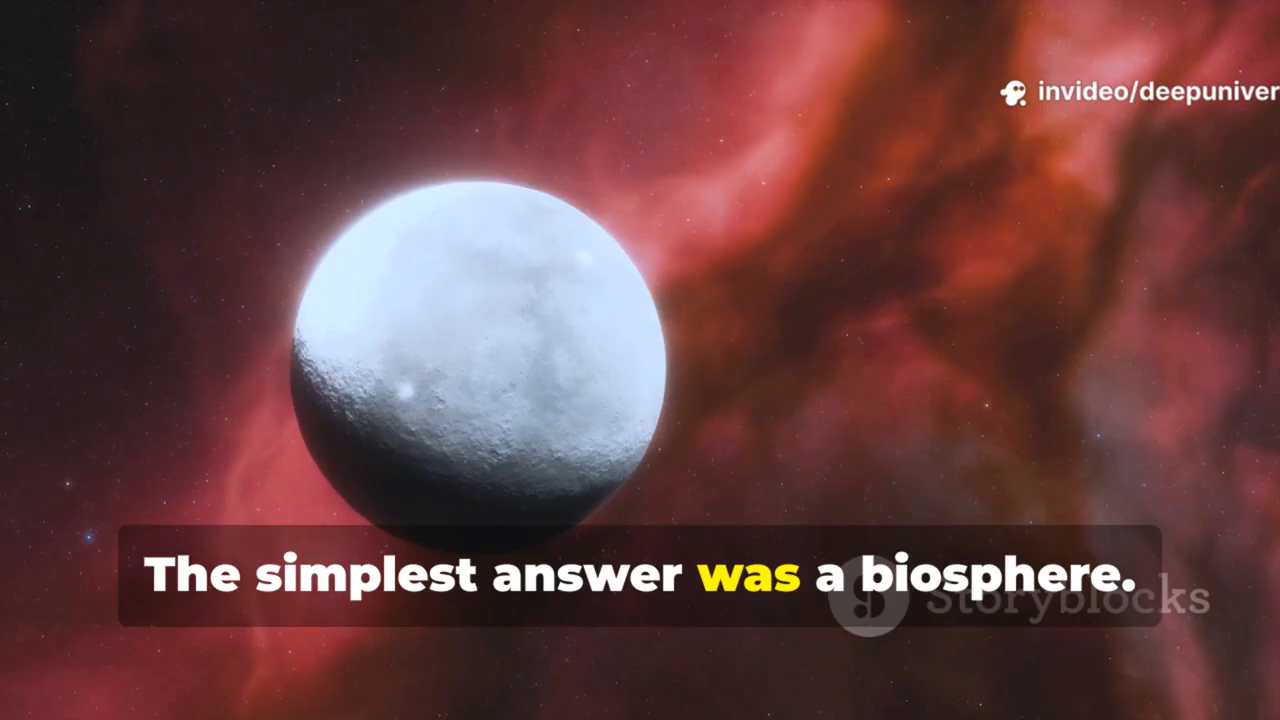 invideo/deepuniver
The simplest answer was a biosphere.
Storyblocks